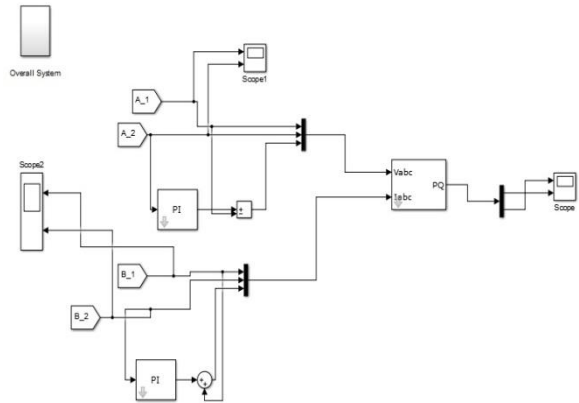 Overall System
Scope1
A_1
A_2
Scope2
Vabc
PQ
Iabc
Scope
PI
±
B_1
B_2
PI
+
+